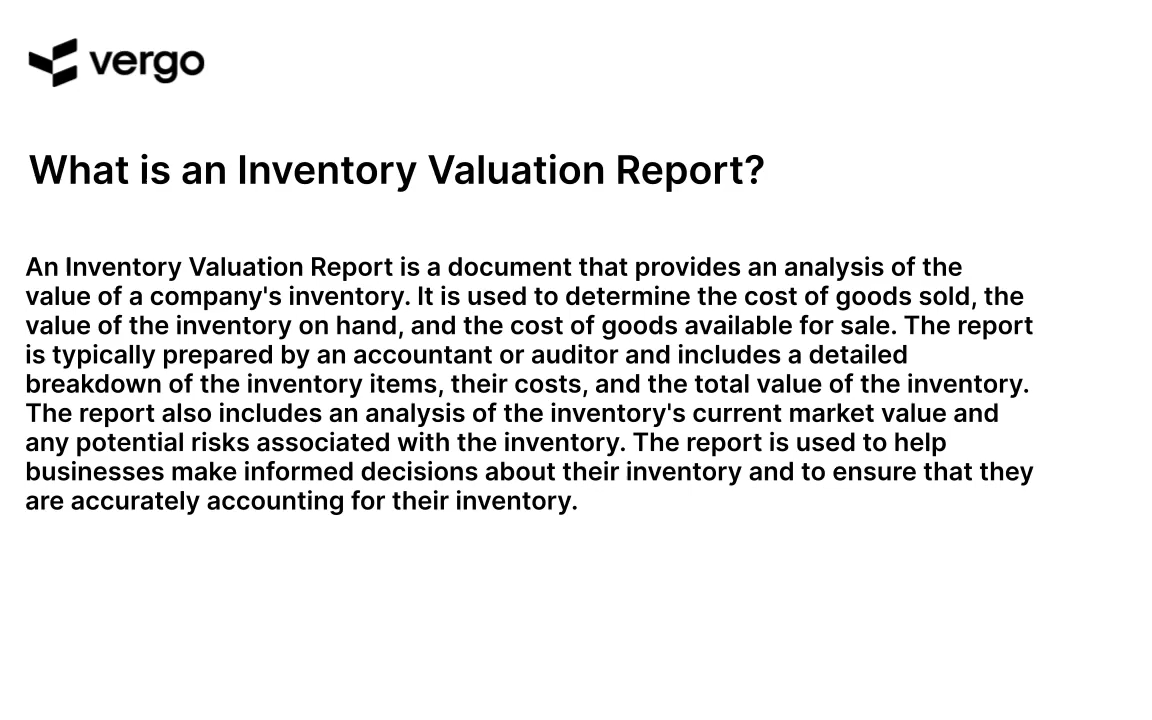 vergo
What is an Inventory Valuation Report?
An Inventory Valuation Report is a document that provides an analysis of the
value of a company's inventory. It is used to determine the cost of goods sold, the
value of the inventory on hand, and the cost of goods available for sale. The report
is typically prepared by an accountant or auditor and includes a detailed
breakdown of the inventory items, their costs, and the total value of the inventory.
The report also includes an analysis of the inventory's current market value and
any potential risks associated with the inventory. The report is used to help
businesses make informed decisions about their inventory and to ensure that they
are accurately accounting for their inventory.